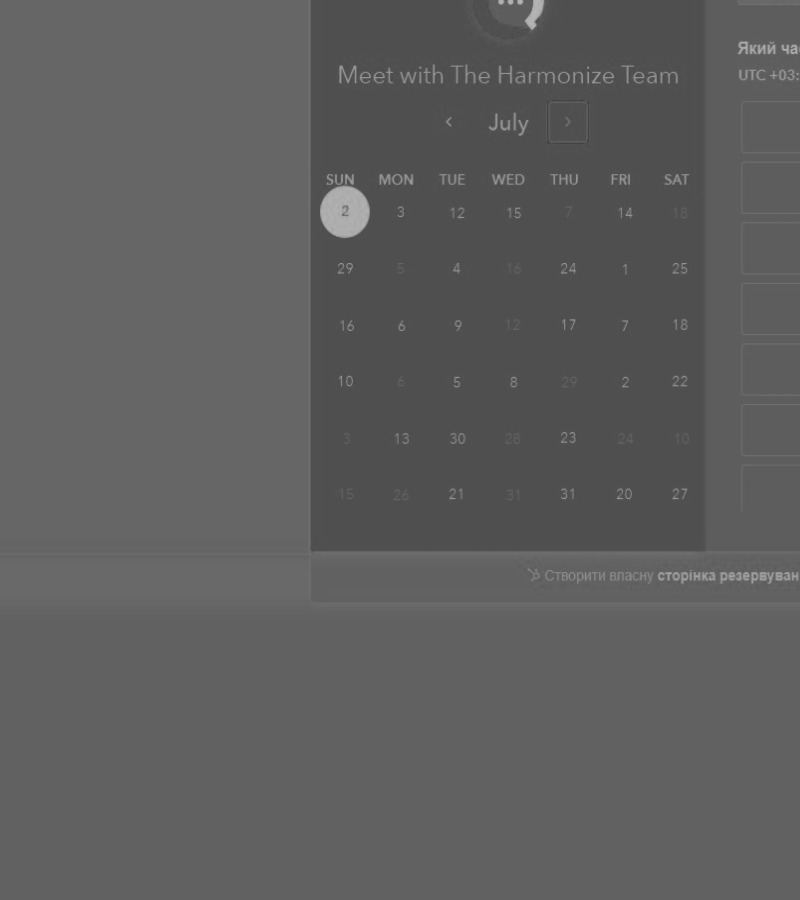 Meet with The Harmonize Team
July
SUN MON TUE WED THU FRI SAT
2 3 12 15 7 14 18
29 5 4 16 24 1 25
16 6 9 12 17 7 18
10 6 5 8 29 2 22
3 13 30 28 23 24 10
15 26 21 31 31 20 27
Який ча
UTC +03:
Створити власну сторінка резервуван